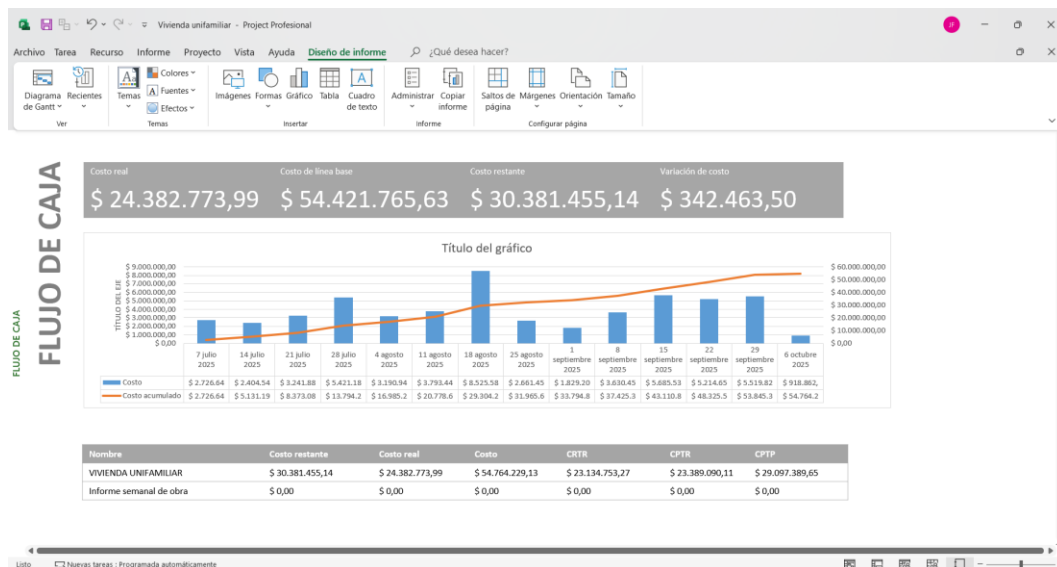 Vivienda unifamiliar - Project Profesional
JF
Archivo Tarea Recurso Informe Proyecto Vista Ayuda Diseño de informe ¿Qué desea hacer?
Diagrama de Gantt Recientes Temas Colores Fuentes Efectos Imágenes Formas Gráfico Tabla Cuadro de texto Administrar Copiar informe Saltos de página Márgenes Orientación Tamaño
Ver Temas Insertar Informe Configurar página
FLUJO DE CAJA
FLUJO DE CAJA
Costo real Costo de línea base Costo restante Variación de costo
$ 24.382.773,99 $ 54.421.765,63 $ 30.381.455,14 $ 342.463,50
Título del gráfico
TÍTULO DEL EJE
$ 9.000.000,00
$ 8.000.000,00
$ 7.000.000,00
$ 6.000.000,00
$ 5.000.000,00
$ 4.000.000,00
$ 3.000.000,00
$ 2.000.000,00
$ 1.000.000,00
$ 0,00
$ 60.000.000,00
$ 50.000.000,00
$ 40.000.000,00
$ 30.000.000,00
$ 20.000.000,00
$ 10.000.000,00
$ 0,00
7 julio 2025 14 julio 2025 21 julio 2025 28 julio 2025 4 agosto 2025 11 agosto 2025 18 agosto 2025 25 agosto 2025 1 septiembre 2025 8 septiembre 2025 15 septiembre 2025 22 septiembre 2025 29 septiembre 2025 6 octubre 2025
Costo $ 2.726.64 $ 2.404.54 $ 3.241.88 $ 5.421.18 $ 3.190.94 $ 3.793.44 $ 8.525.58 $ 2.661.45 $ 1.829.20 $ 3.630.45 $ 5.685.53 $ 5.214.65 $ 5.519.82 $ 918.862,
Costo acumulado $ 2.726.64 $ 5.131.19 $ 8.373.08 $ 13.794.2 $ 16.985.2 $ 20.778.6 $ 29.304.2 $ 31.965.6 $ 33.794.8 $ 37.425.3 $ 43.110.8 $ 48.325.5 $ 53.845.3 $ 54.764.2
Nombre Costo restante Costo real Costo CRTR CPTR CPTP
VIVIENDA UNIFAMILIAR $ 30.381.455,14 $ 24.382.773,99 $ 54.764.229,13 $ 23.134.753,27 $ 23.389.090,11 $ 29.097.389,65
Informe semanal de obra $ 0,00 $ 0,00 $ 0,00 $ 0,00 $ 0,00 $ 0,00
Listo Nuevas tareas : Programada automáticamente